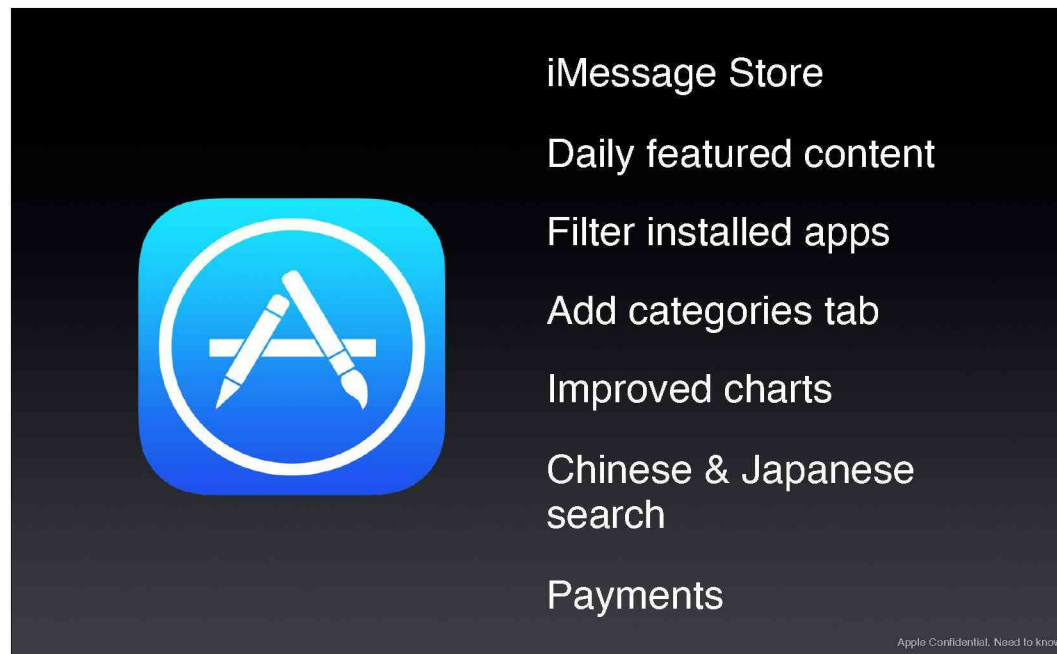 iMessage Store
Daily featured content
Filter installed apps
Add categories tab
Improved charts
Chinese & Japanese
search
Payments
Apple Confidential. Need to know